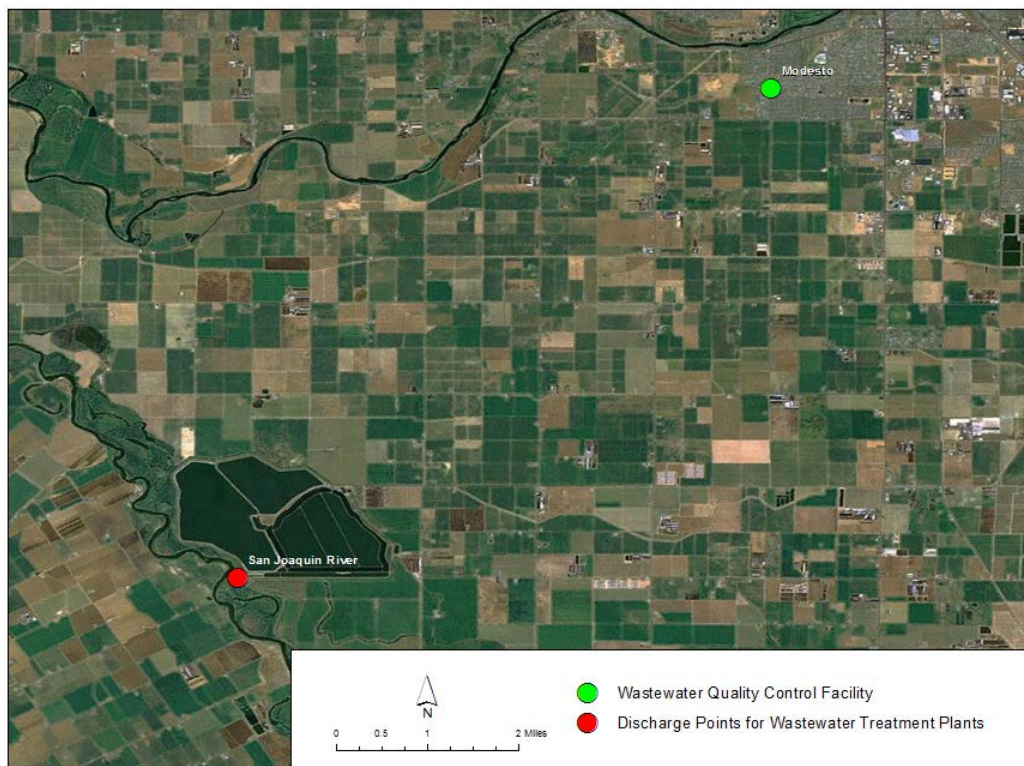 Modesto
San Joaquin River
N
0 0.5 1 2 Miles
Wastewater Quality Control Facility
Discharge Points for Wastewater Treatment Plants